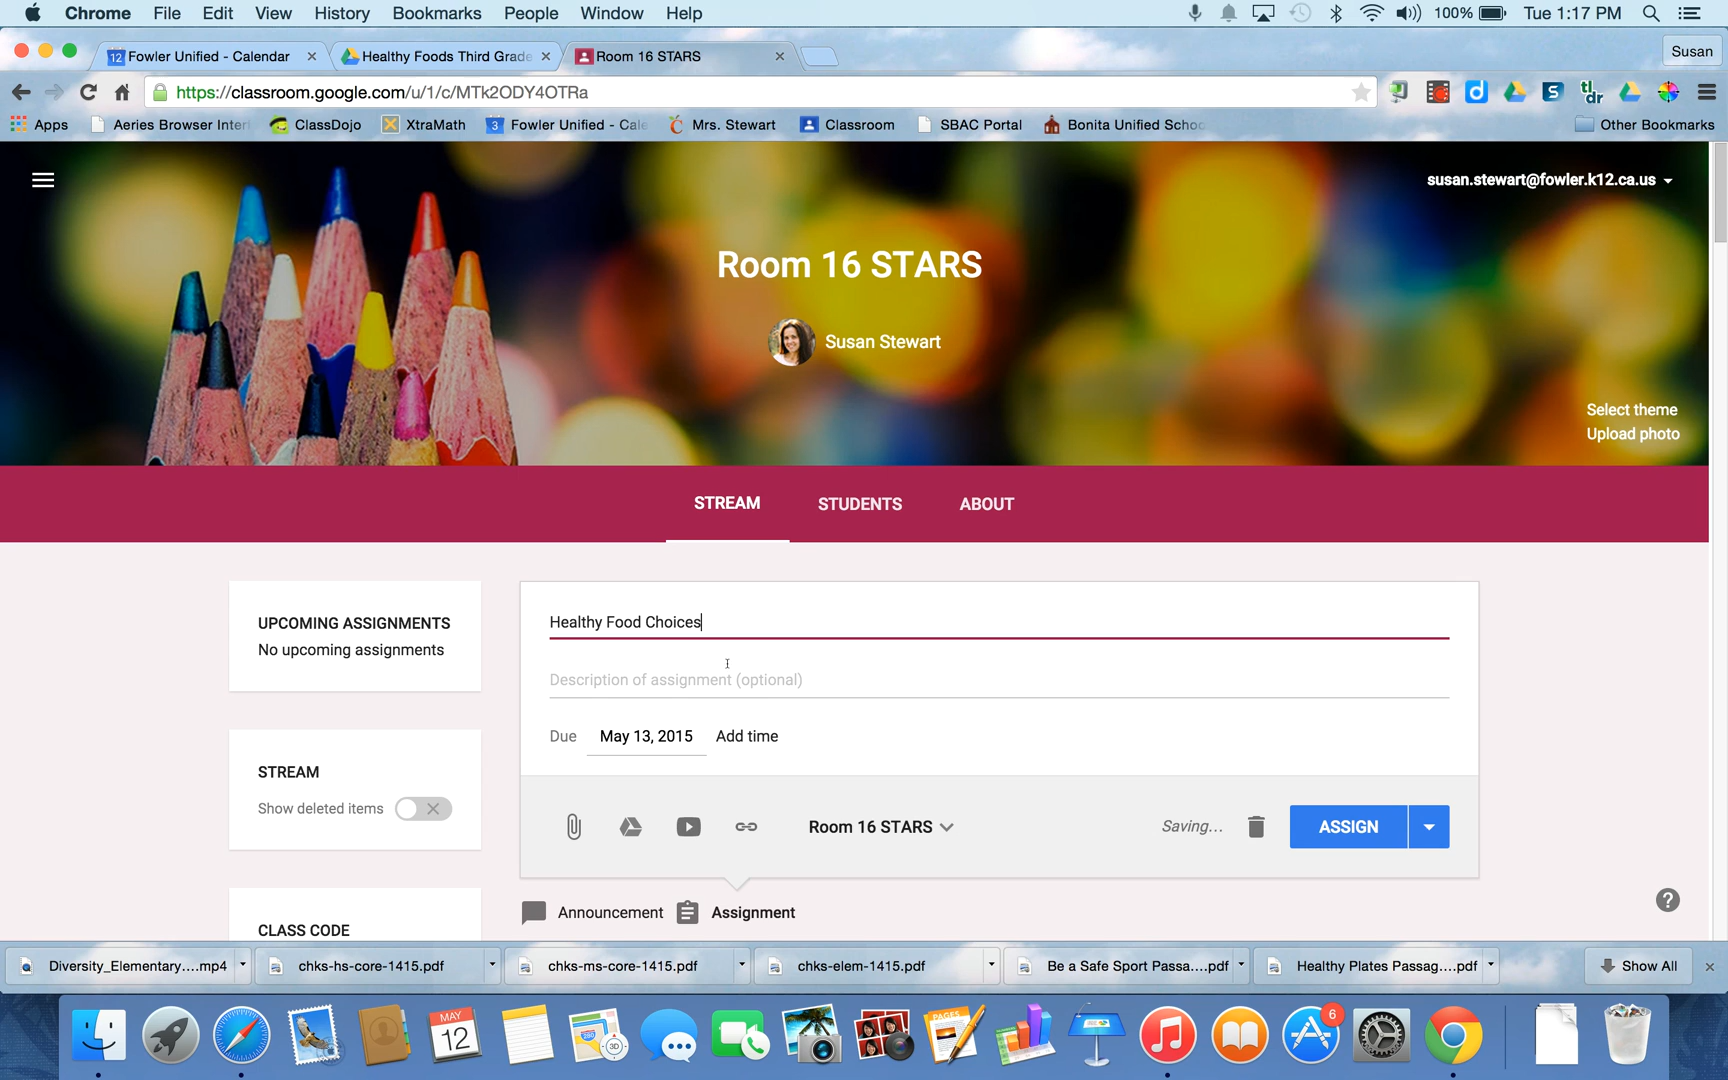 Chrome File Edit View History Bookmarks People Window Help 100% Tue 1:17 PM
12 Fowler Unified - Calendar Healthy Foods Third Grade Room 16 STARS Susan
https://classroom.google.com/u/1/c/MTk2ODY4OTRa d S tl;dr
Apps Aeries Browser Inter ClassDojo XtraMath 3 Fowler Unified - Cale Mrs. Stewart Classroom SBAC Portal Bonita Unified Schoo Other Bookmarks
susan.stewart@fowler.k12.ca.us
Room 16 STARS
Susan Stewart
Select theme
Upload photo
STREAM STUDENTS ABOUT
UPCOMING ASSIGNMENTS
No upcoming assignments
Healthy Food Choices
Description of assignment (optional)
Due May 13, 2015 Add time
STREAM
Show deleted items
Room 16 STARS Saving... ASSIGN
Announcement Assignment
CLASS CODE
Diversity_Elementary....mp4 chks-hs-core-1415.pdf chks-ms-core-1415.pdf chks-elem-1415.pdf Be a Safe Sport Passa....pdf Healthy Plates Passag....pdf Show All
MAY
12
3D
PAGES
6